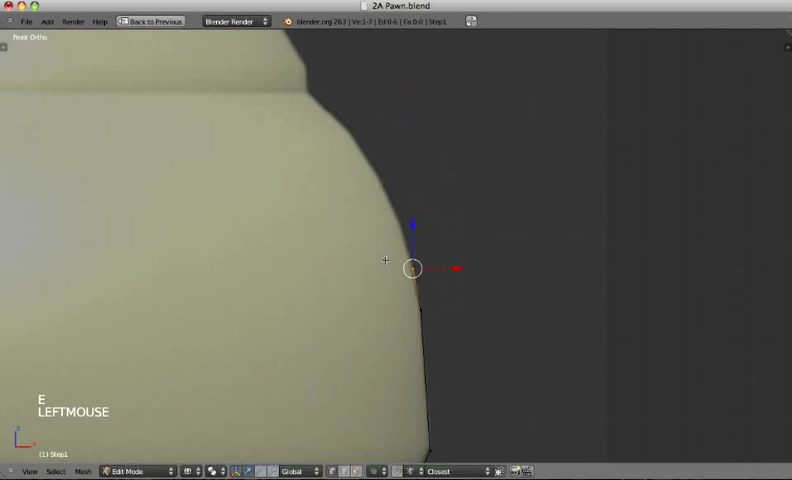 2A Pawn.blend
File Add Render Help Back to Previous Blender Render blender.org 263 | Ve:1-7 | Ed:0-6 | Fa:0-0 | Step1
Front Ortho
E
LEFTMOUSE
(1) Step1
View Select Mesh Edit Mode Global Closest